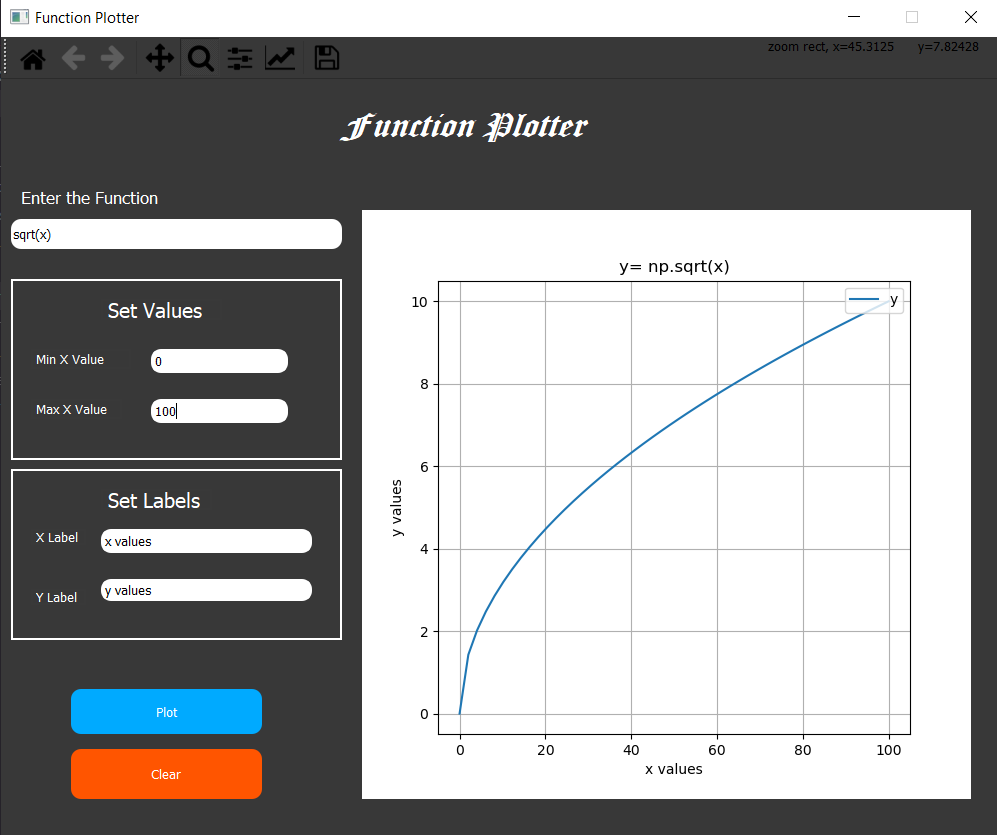 Function Plotter
zoom rect, x=45.3125 y=7.82428
Function Plotter
Enter the Function
sqrt(x)
Set Values
Min X Value 0
Max X Value 100
Set Labels
X Label x values
Y Label y values
Plot
Clear
y= np.sqrt(x)
y
10
8
6
4
2
0
y values
0 20 40 60 80 100
x values